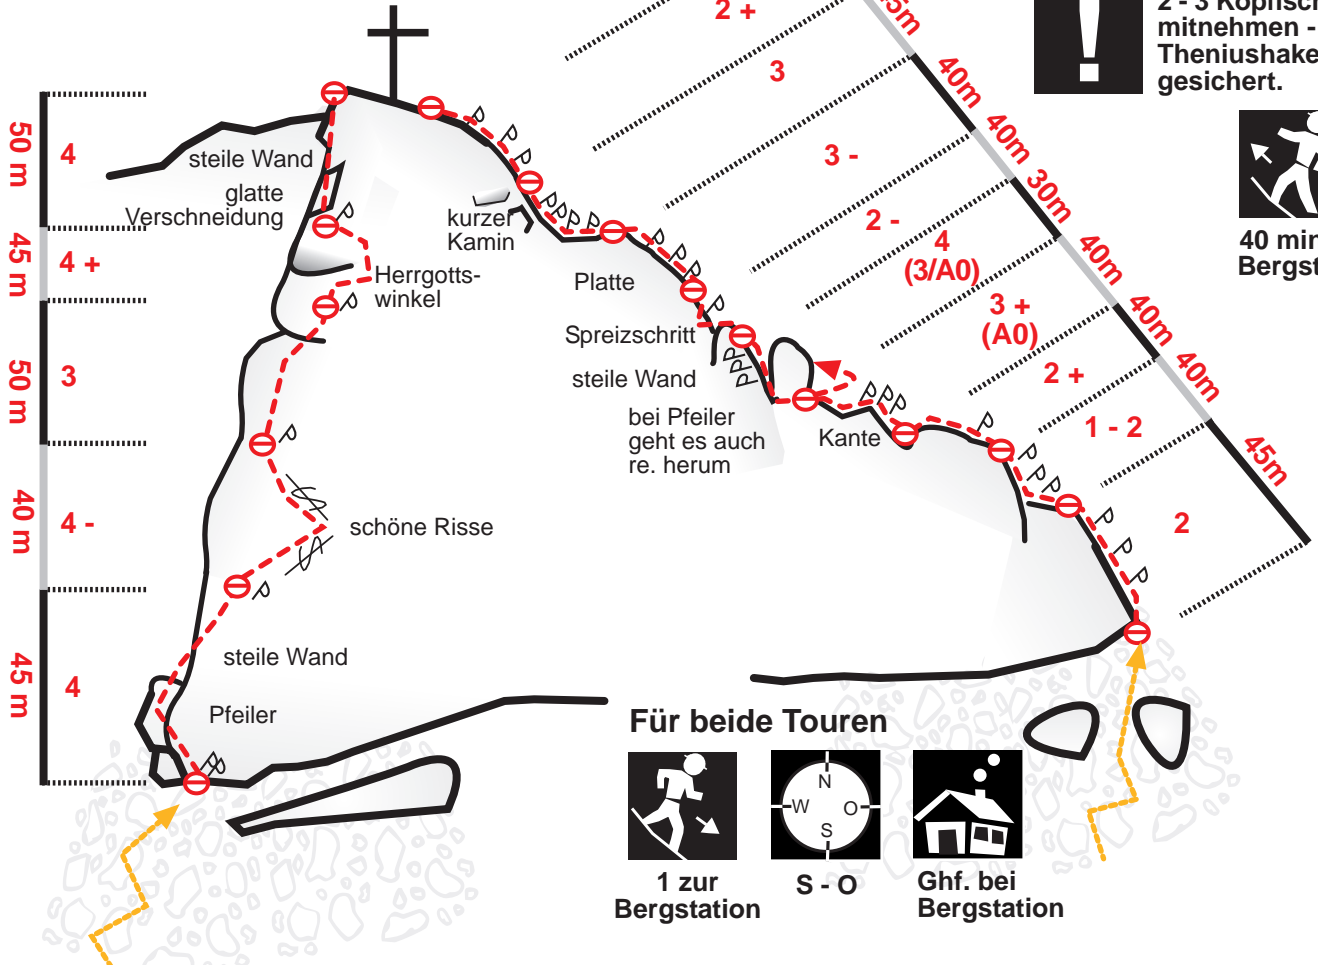 2 - 3 Kopfsch
mitnehmen -
Theniushake
gesichert.
40 min
Bergst
50 m
4
45 m
4 +
50 m
3
40 m
4 -
45 m
4
steile Wand
glatte
Verschneidung
Herrgotts-
winkel
schöne Risse
steile Wand
Pfeiler
kurzer
Kamin
Platte
Spreizschritt
steile Wand
bei Pfeiler
geht es auch
re. herum
Kante
2 +
3
3 -
2 -
4
(3/A0)
3 +
(A0)
2 +
1 - 2
2
5m
40m
40m
30m
40m
40m
40m
45m
Für beide Touren
1 zur
Bergstation
N
W
O
S
S - O
Ghf. bei
Bergstation